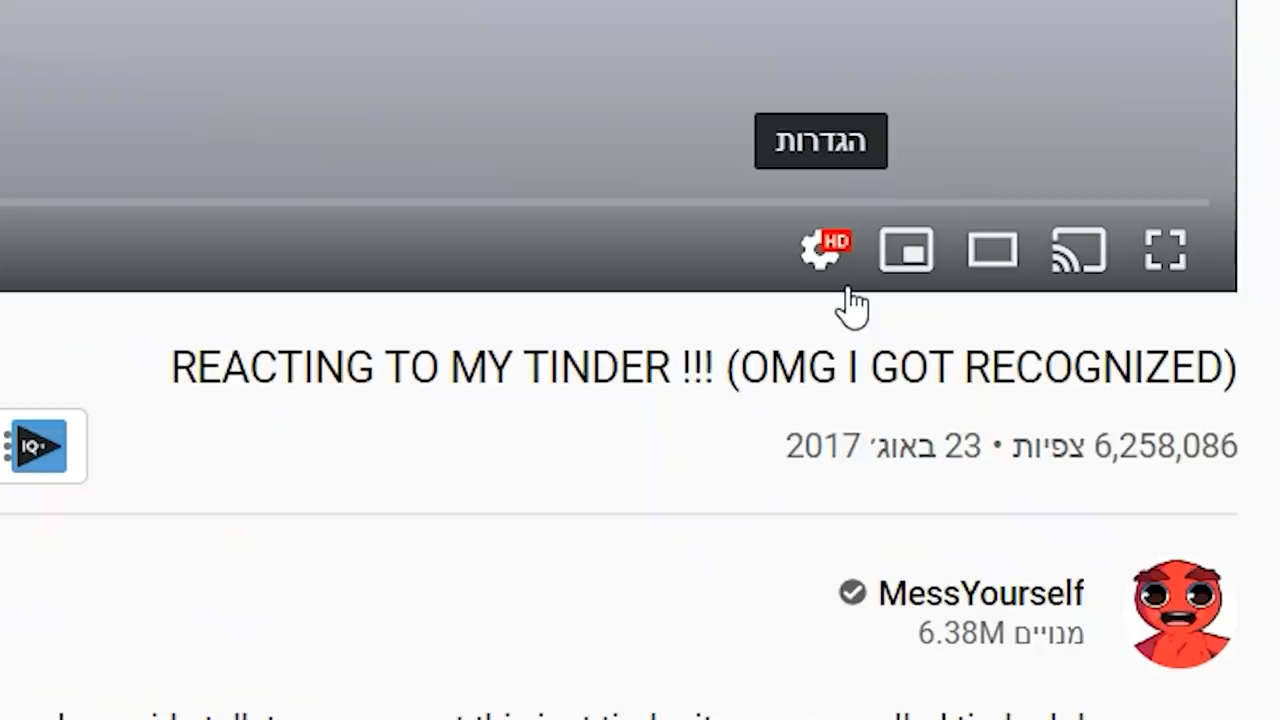 הגדרות
HD
REACTING TO MY TINDER !!! (OMG I GOT RECOGNIZED)
6,258,086 צפיות • 23 באוג׳ 2017
IQ
MessYourself
6.38M מנויים